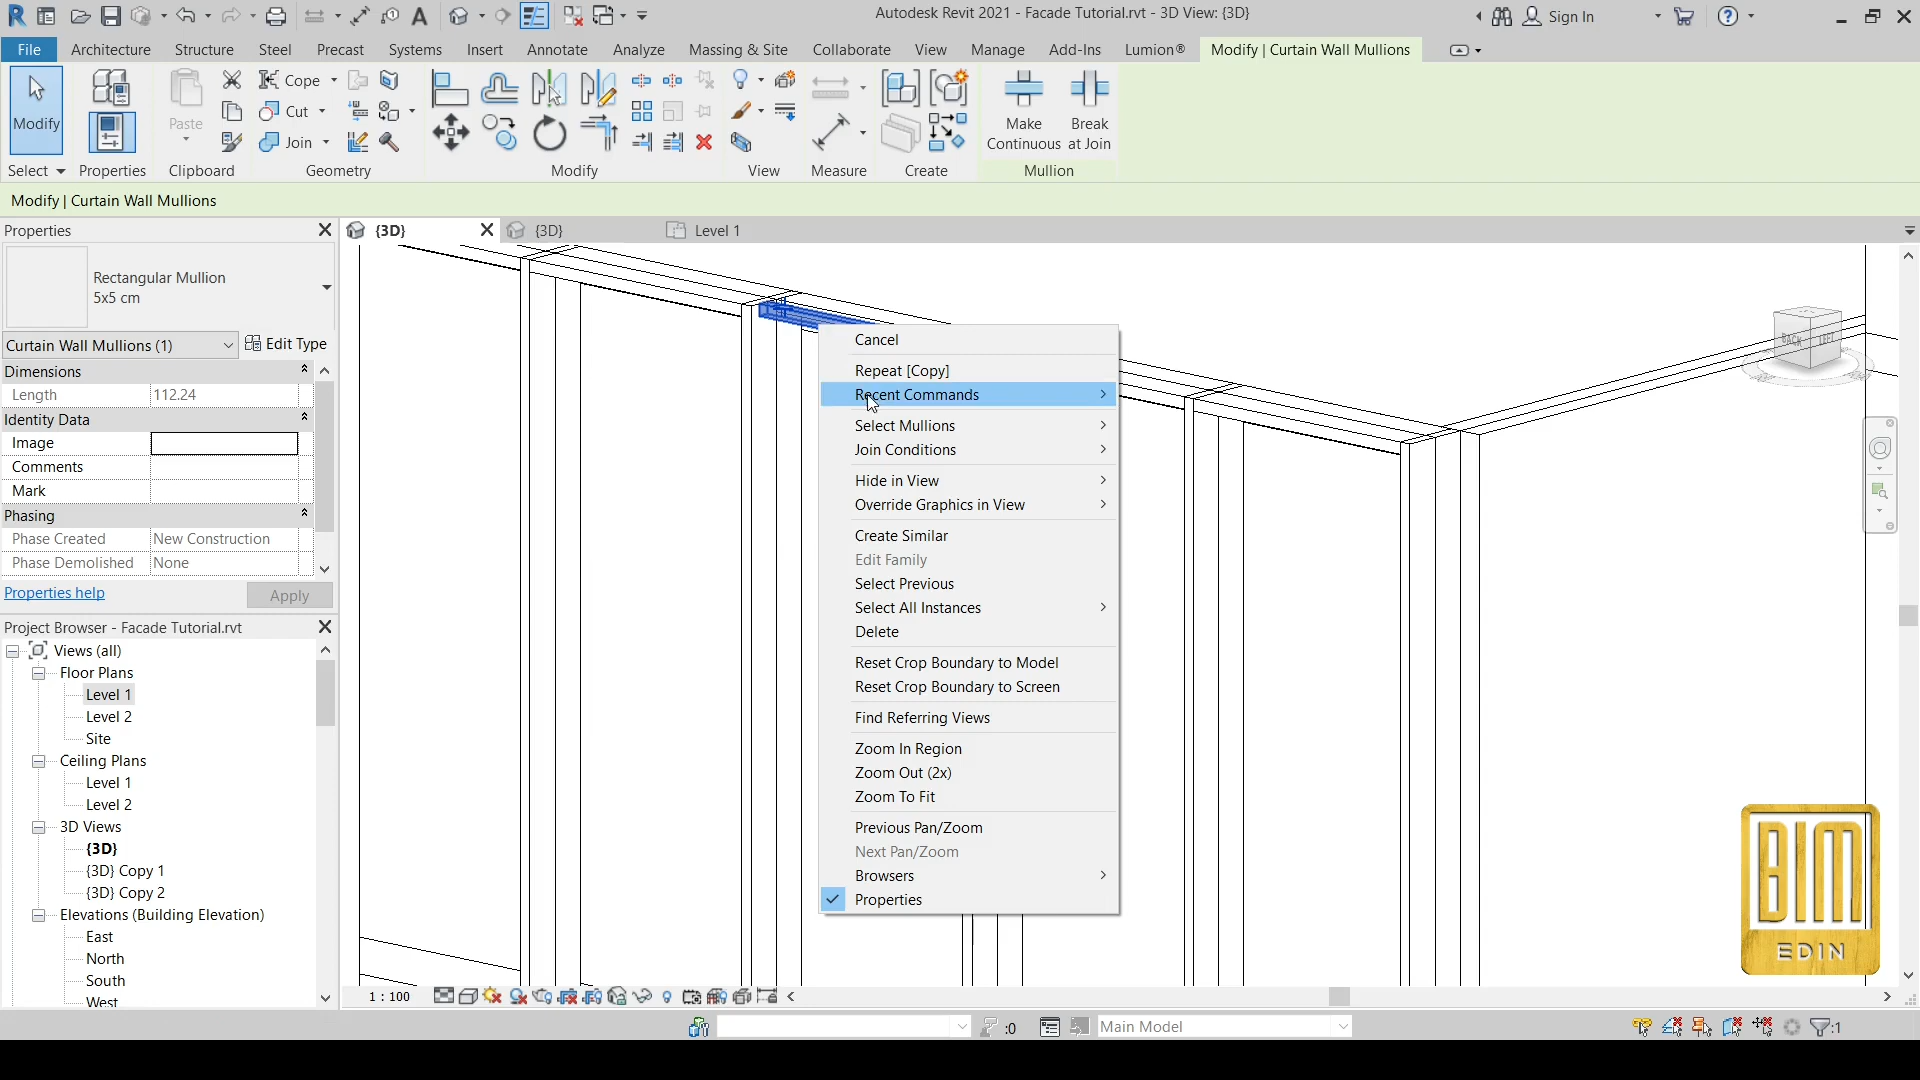 Autodesk Revit 2021 - Facade Tutorial.rvt - 3D View: {3D}
Sign In
File Architecture Structure Steel Precast Systems Insert Annotate Analyze Massing & Site Collaborate View Manage Add-Ins Lumion® Modify | Curtain Wall Mullions
Modify
Paste
Cope
Cut
Join
Make Continuous
Break at Join
Select Properties Clipboard Geometry Modify View Measure Create Mullion
Modify | Curtain Wall Mullions
Properties
{3D}
{3D}
Level 1
Rectangular Mullion
5x5 cm
Curtain Wall Mullions (1)
Edit Type
Dimensions
Length 112.24
Identity Data
Image
Comments
Mark
Phasing
Phase Created New Construction
Phase Demolished None
Properties help
Apply
Project Browser - Facade Tutorial.rvt
Views (all)
Floor Plans
Level 1
Level 2
Site
Ceiling Plans
Level 1
Level 2
3D Views
{3D}
{3D} Copy 1
{3D} Copy 2
Elevations (Building Elevation)
East
North
South
West
Cancel
Repeat [Copy]
Recent Commands
Select Mullions
Join Conditions
Hide in View
Override Graphics in View
Create Similar
Edit Family
Select Previous
Select All Instances
Delete
Reset Crop Boundary to Model
Reset Crop Boundary to Screen
Find Referring Views
Zoom In Region
Zoom Out (2x)
Zoom To Fit
Previous Pan/Zoom
Next Pan/Zoom
Browsers
Properties
BACK
LEFT
BIM
EDIN
1 : 100
:0
Main Model
:1